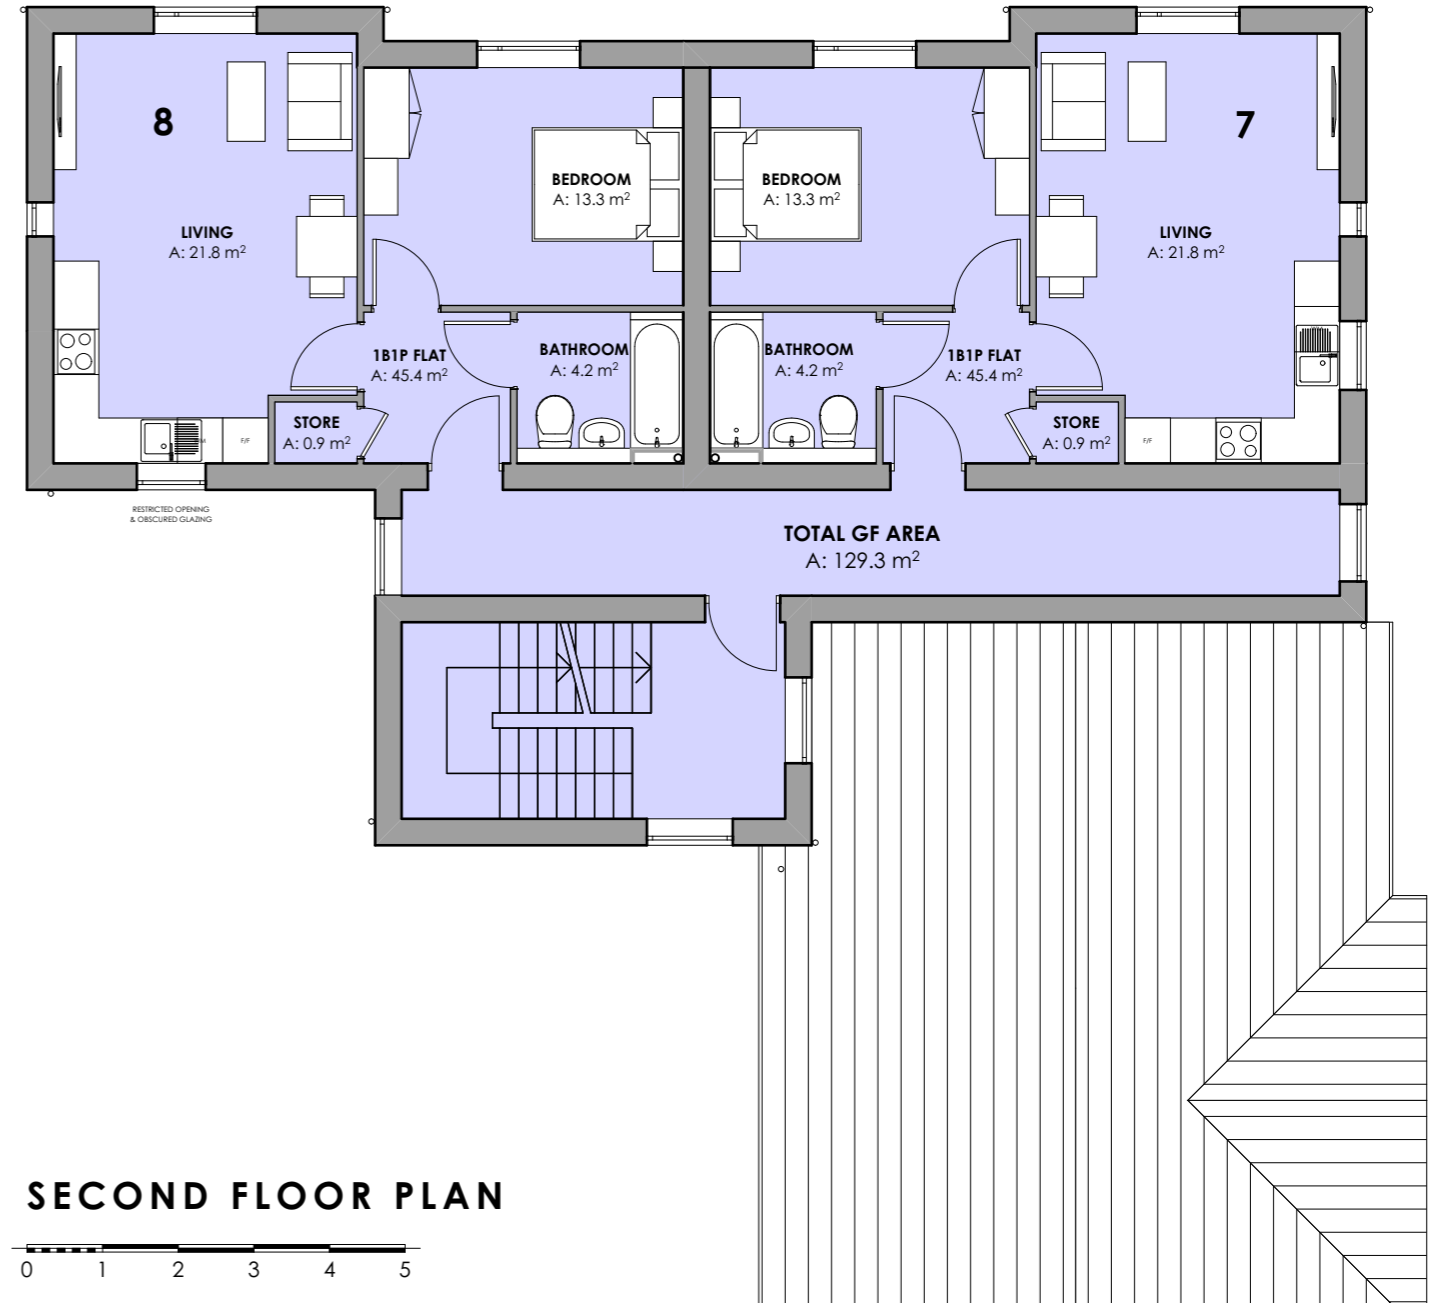 8
7
BEDROOM
A: 13.3 m²
BEDROOM
A: 13.3 m²
LIVING
A: 21.8 m²
LIVING
A: 21.8 m²
1B1P FLAT
A: 45.4 m²
BATHROOM
A: 4.2 m²
BATHROOM
A: 4.2 m²
1B1P FLAT
A: 45.4 m²
STORE
A: 0.9 m²
STORE
A: 0.9 m²
F/F
F/F
RESTRICTED OPENING
& OBSCURED GLAZING
TOTAL GF AREA
A: 129.3 m²
SECOND FLOOR PLAN
0 1 2 3 4 5